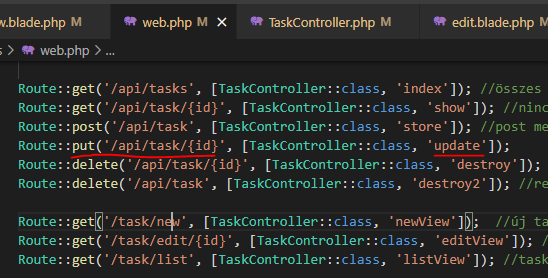 w.blade.php M web.php M TaskController.php M edit.blade.php M
web.php > ...
Route::get('/api/tasks', [TaskController::class, 'index']); //összes
Route::get('/api/task/{id}', [TaskController::class, 'show']); //ninc
Route::post('/api/task', [TaskController::class, 'store']); //post me
Route::put('/api/task/{id}', [TaskController::class, 'update']);
Route::delete('/api/task/{id}', [TaskController::class, 'destroy']);
Route::delete('/api/task', [TaskController::class, 'destroy2']); //re
Route::get('/task/new', [TaskController::class, 'newView']); //új ta
Route::get('/task/edit/{id}', [TaskController::class, 'editView']); //
Route::get('/task/list', [TaskController::class, 'listView']); //task